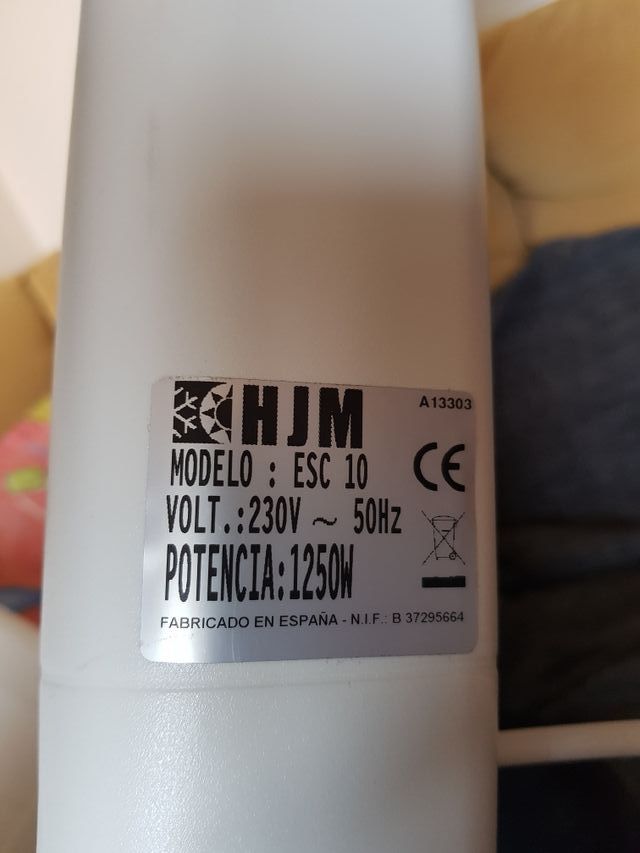 HJM
A13303
MODELO : ESC 10
CE
VOLT.:230V ~ 50Hz
POTENCIA:1250W
FABRICADO EN ESPAÑA - N.I.F.: B 37295664